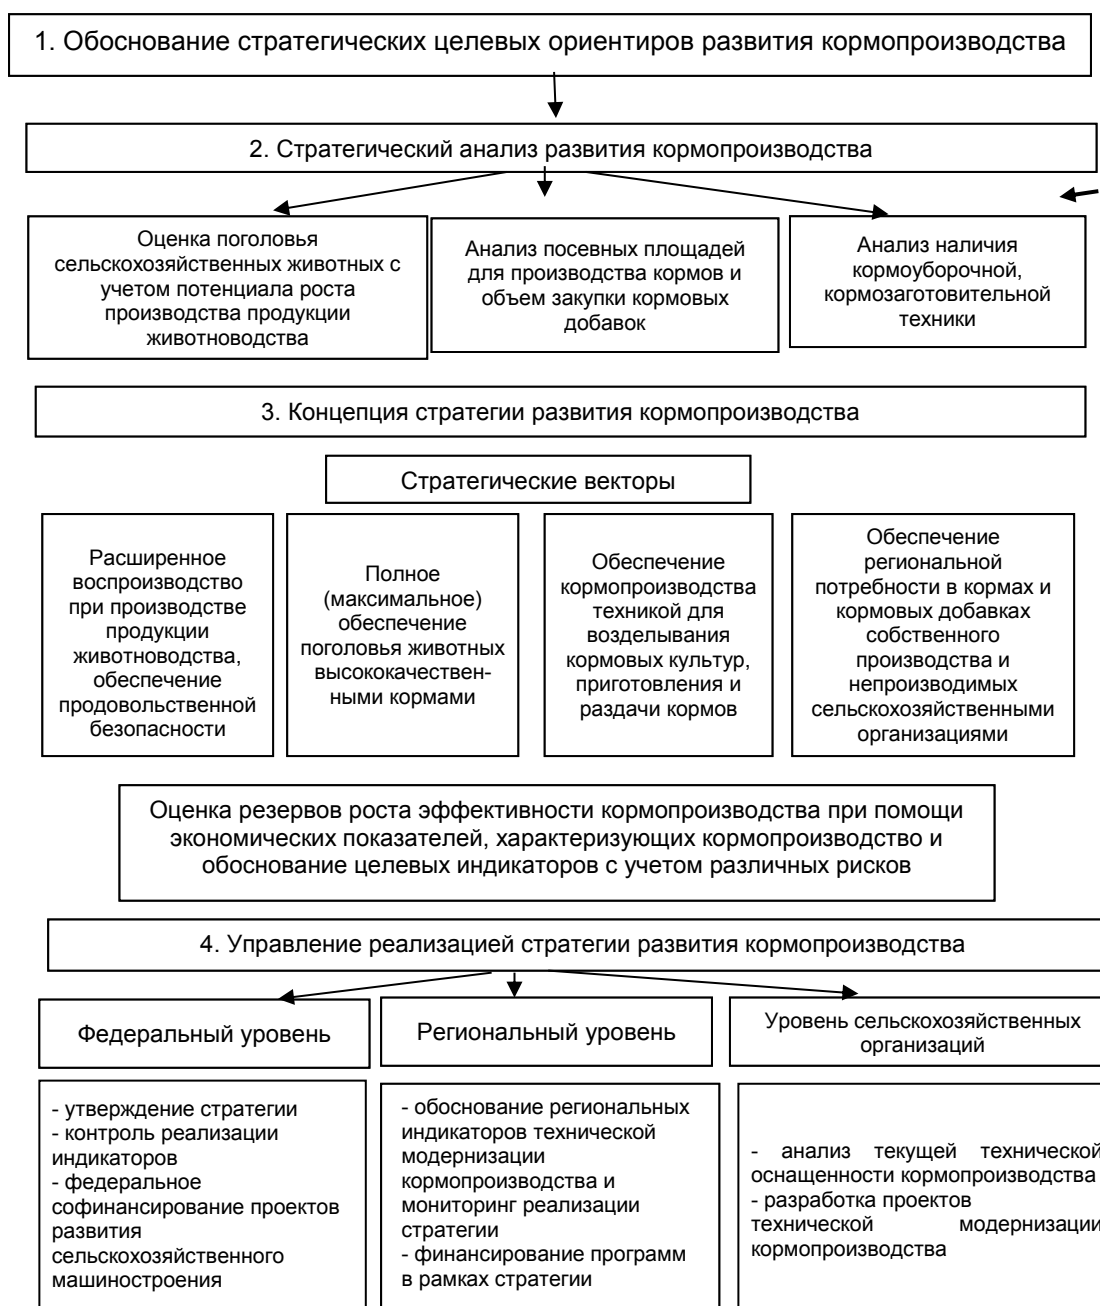 1. Обоснование стратегических целевых ориентиров развития кормопроизводства
2. Стратегический анализ развития кормопроизводства
Оценка поголовья
сельскохозяйственных животных с
учетом потенциала роста
производства продукции
животноводства
Анализ посевных площадей
для производства кормов и
объем закупки кормовых
добавок
Анализ наличия
кормоуборочной,
кормозаготовительной
техники
3. Концепция стратегии развития кормопроизводства
Стратегические векторы
Расширенное
воспроизводство
при производстве
продукции
животноводства,
обеспечение
продовольственной
безопасности
Полное
(максимальное)
обеспечение
поголовья животных
высококачествен-
ными кормами
Обеспечение
кормопроизводства
техникой для
возделывания
кормовых культур,
приготовления и
раздачи кормов
Обеспечение
региональной
потребности в кормах и
кормовых добавках
собственного
производства и
непроизводимых
сельскохозяйственными
организациями
Оценка резервов роста эффективности кормопроизводства при помощи
экономических показателей, характеризующих кормопроизводство и
обоснование целевых индикаторов с учетом различных рисков
4. Управление реализацией стратегии развития кормопроизводства
Федеральный уровень
Региональный уровень
Уровень сельскохозяйственных
организаций
- утверждение стратегии
- контроль реализации
индикаторов
- федеральное
софинансирование проектов
развития
сельскохозяйственного
машиностроения
- обоснование региональных
индикаторов технической
модернизации
кормопроизводства и
мониторинг реализации
стратегии
- финансирование программ
в рамках стратегии
- анализ текущей технической
оснащенности кормопроизводства
- разработка проектов
технической модернизации
кормопроизводства